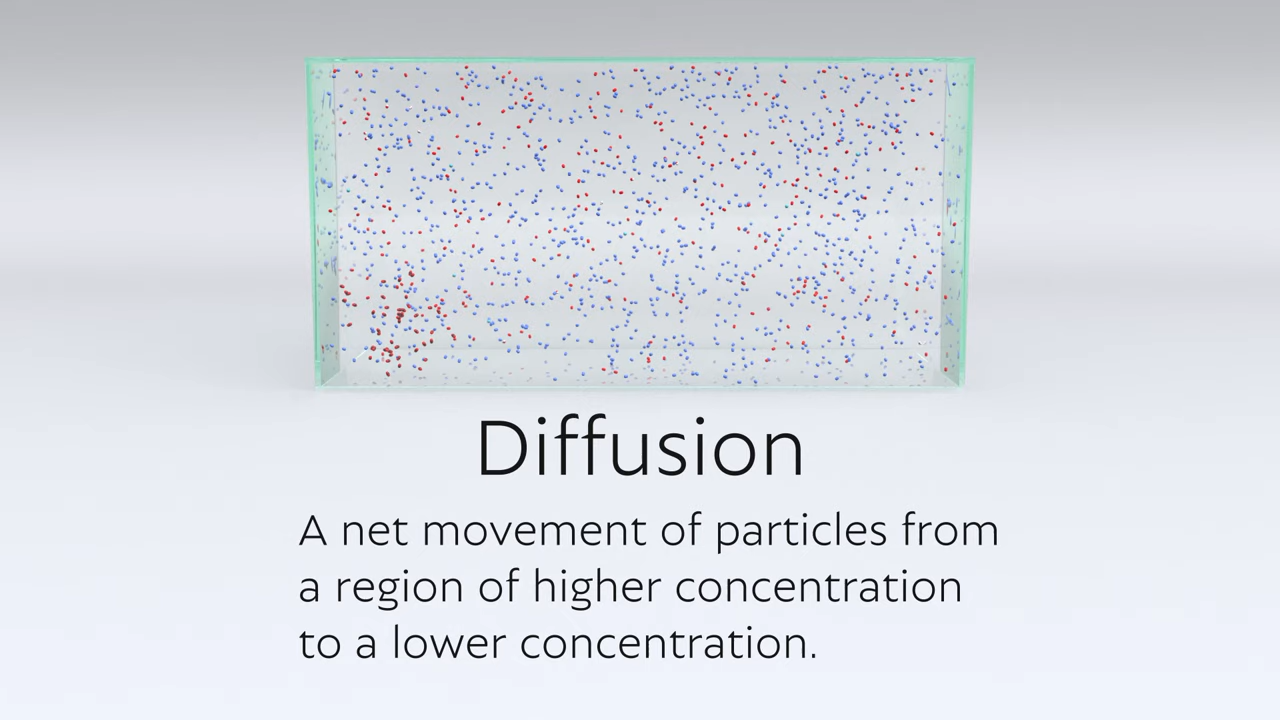 Diffusion
A net movement of particles from
a region of higher concentration
to a lower concentration.